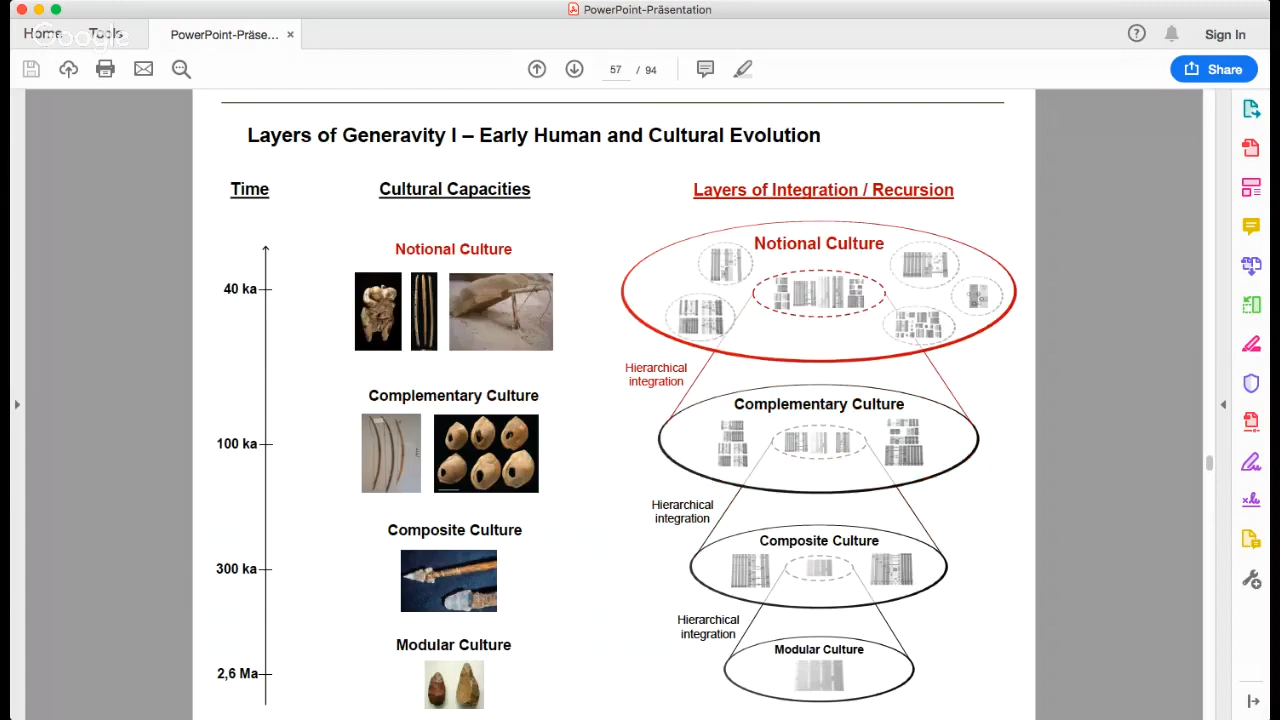 PowerPoint-Präsentation
Home
Tools
Google
PowerPoint-Präse...
×
Sign In
57 / 94
Share
Layers of Generavity I – Early Human and Cultural Evolution
Time
Cultural Capacities
Layers of Integration / Recursion
Notional Culture
Notional Culture
40 ka
Hierarchical
integration
Complementary Culture
Complementary Culture
100 ka
Hierarchical
integration
Composite Culture
Composite Culture
300 ka
Hierarchical
integration
Modular Culture
Modular Culture
2,6 Ma